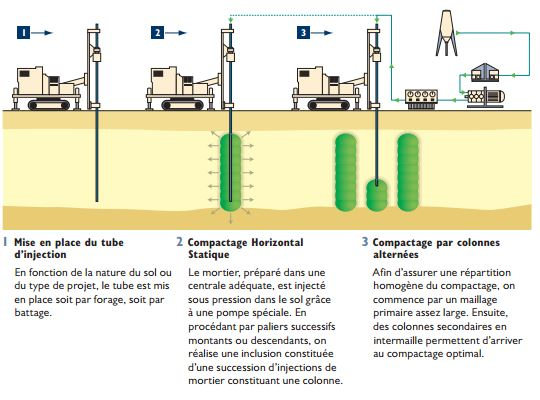 1
2
3
1 Mise en place du tube
d'injection
En fonction de la nature du sol ou
du type de projet, le tube est mis
en place soit par forage, soit par
battage.
2 Compactage Horizontal
Statique
Le mortier, préparé dans une
centrale adéquate, est injecté
sous pression dans le sol grâce
à une pompe spéciale. En
procédant par paliers successifs
montants ou descendants, on
réalise une inclusion constituée
d'une succession d'injections de
mortier constituant une colonne.
3 Compactage par colonnes
alternées
Afin d'assurer une répartition
homogène du compactage, on
commence par un maillage
primaire assez large. Ensuite,
des colonnes secondaires en
intermaille permettent d'arriver
au compactage optimal.